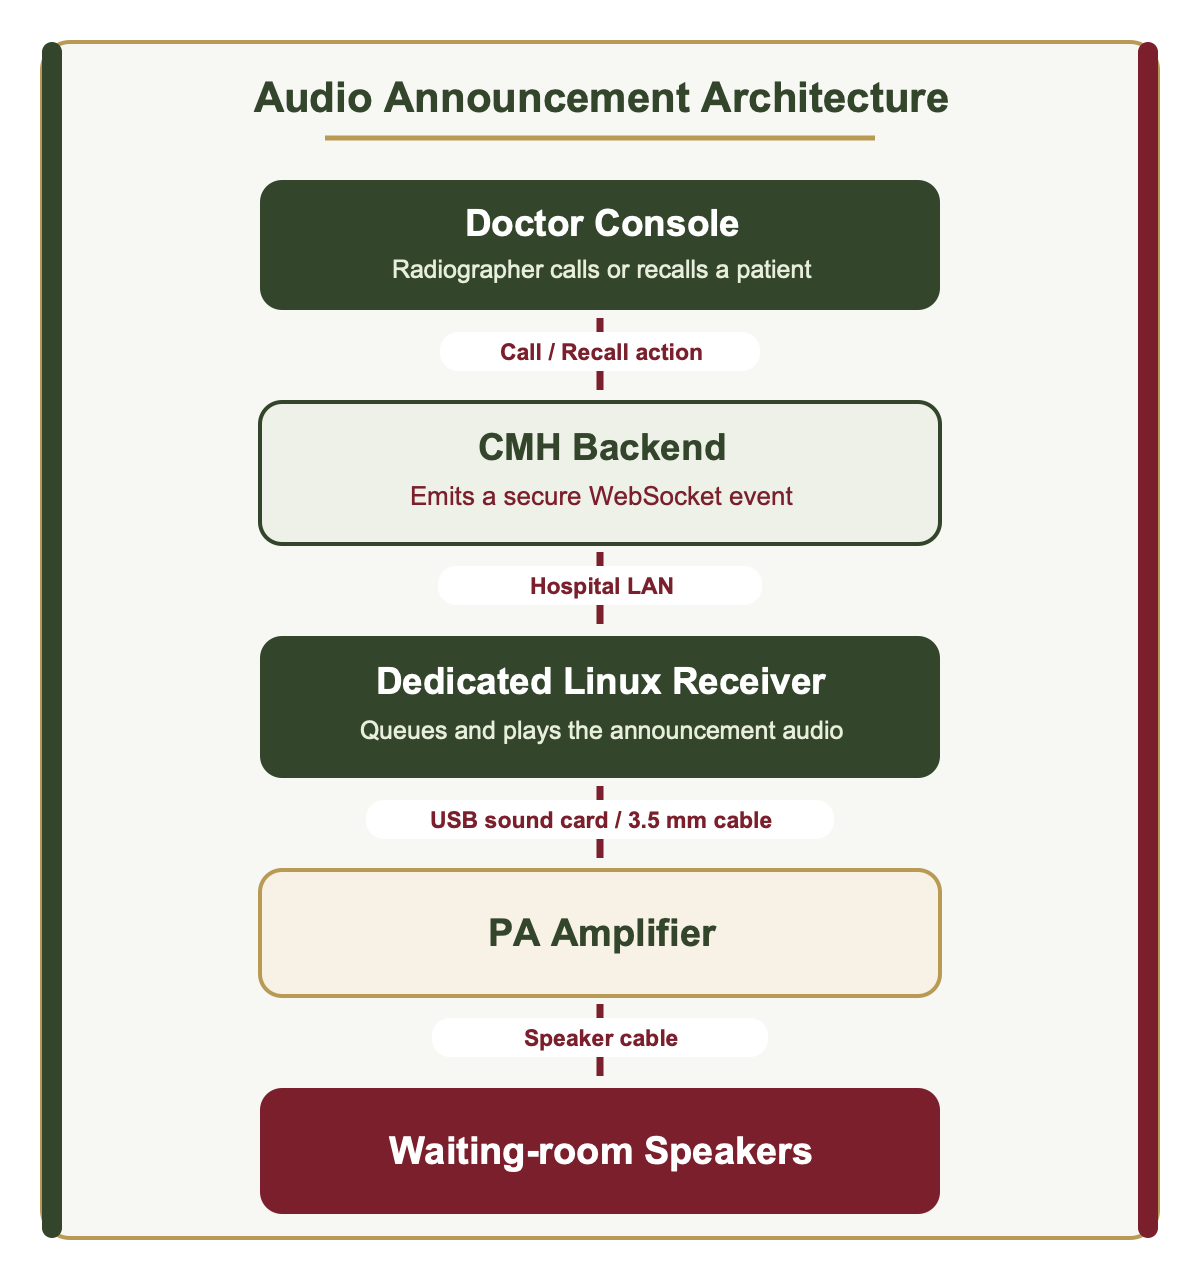 Audio Announcement Architecture
Doctor Console
Radiographer calls or recalls a patient
Call / Recall action
CMH Backend
Emits a secure WebSocket event
Hospital LAN
Dedicated Linux Receiver
Queues and plays the announcement audio
USB sound card / 3.5 mm cable
PA Amplifier
Speaker cable
Waiting-room Speakers